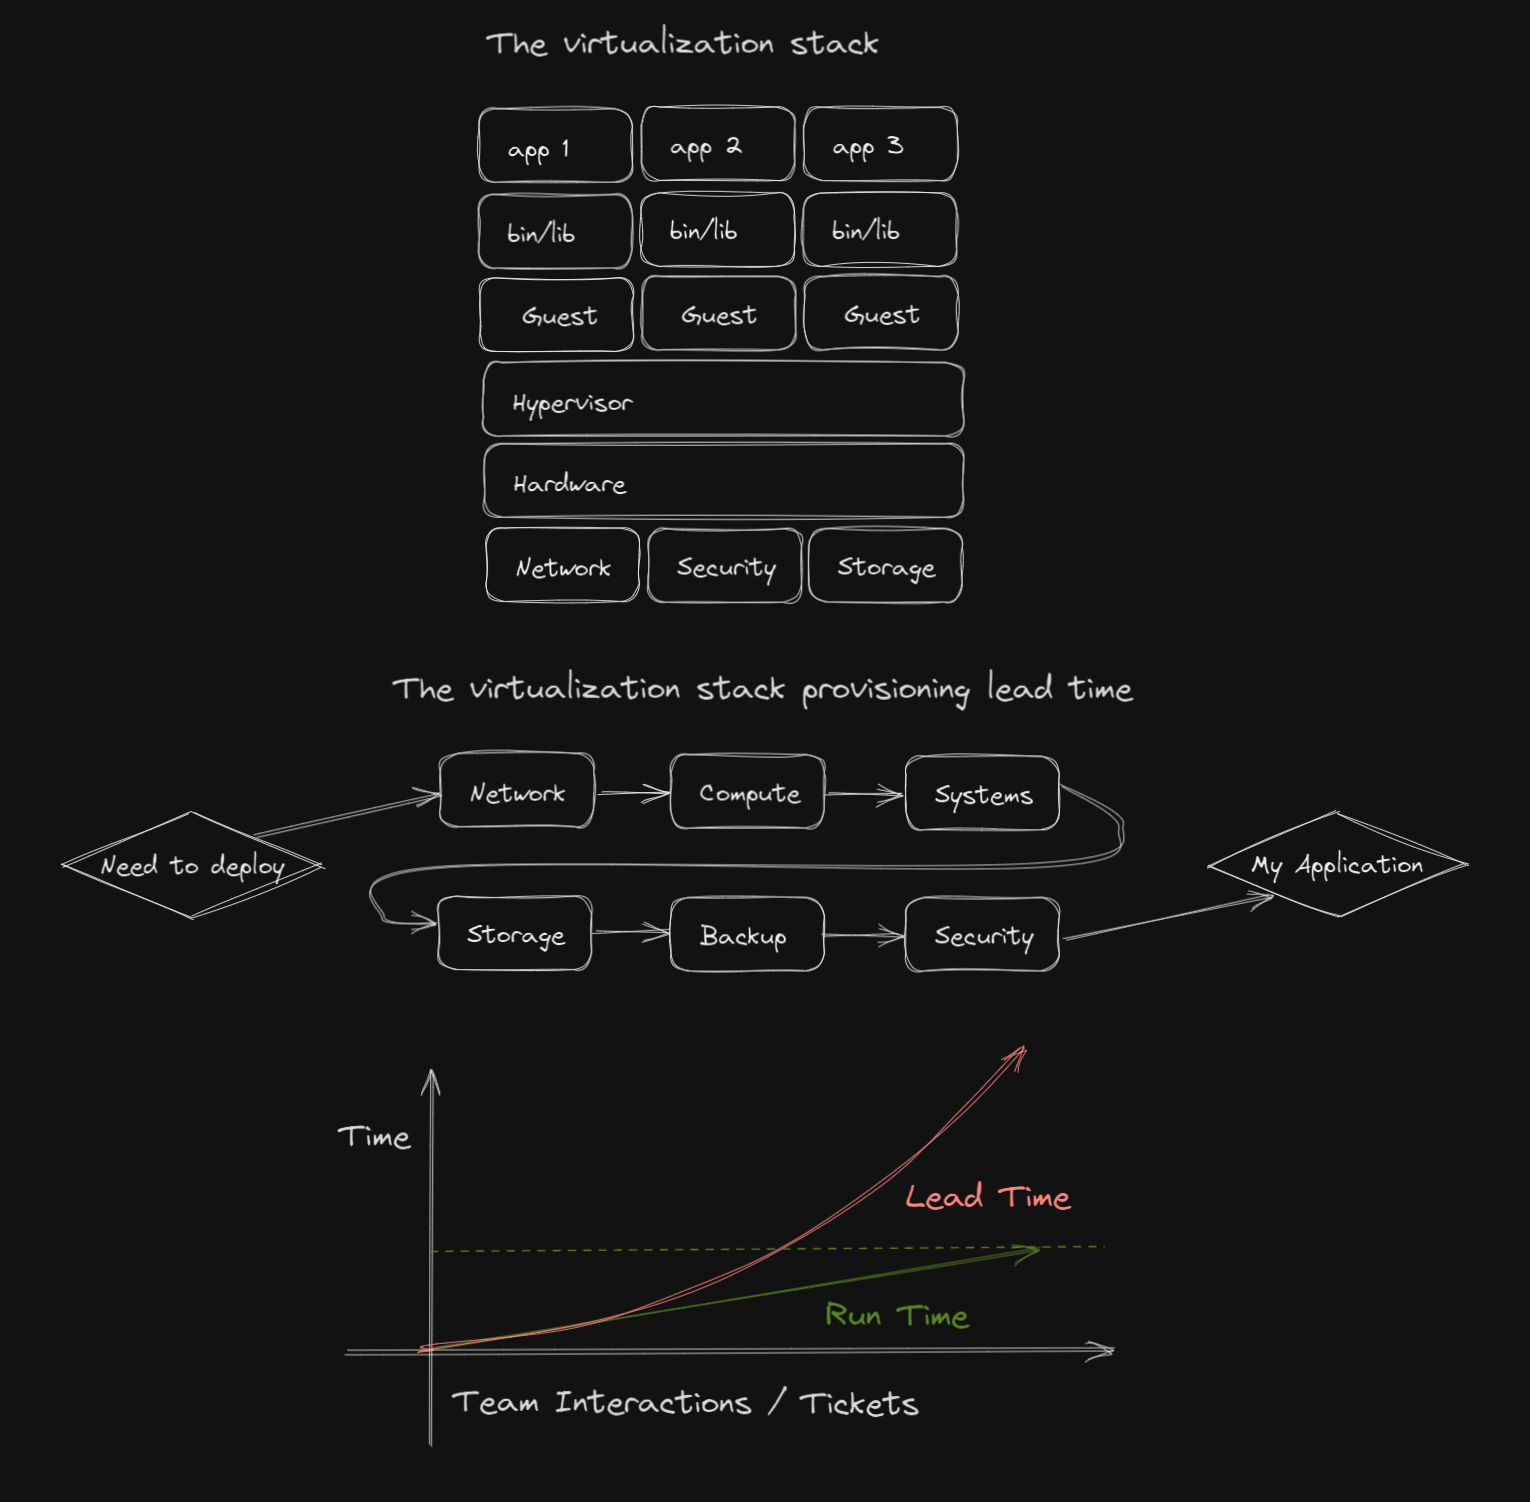 The virtualization stack
app 1
app 2
app 3
bin/lib
bin/lib
bin/lib
Guest
Guest
Guest
Hypervisor
Hardware
Network
Security
Storage
The virtualization stack provisioning lead time
Need to deploy
Network
Compute
Systems
Storage
Backup
Security
My Application
Time
Lead Time
Run Time
Team Interactions / Tickets